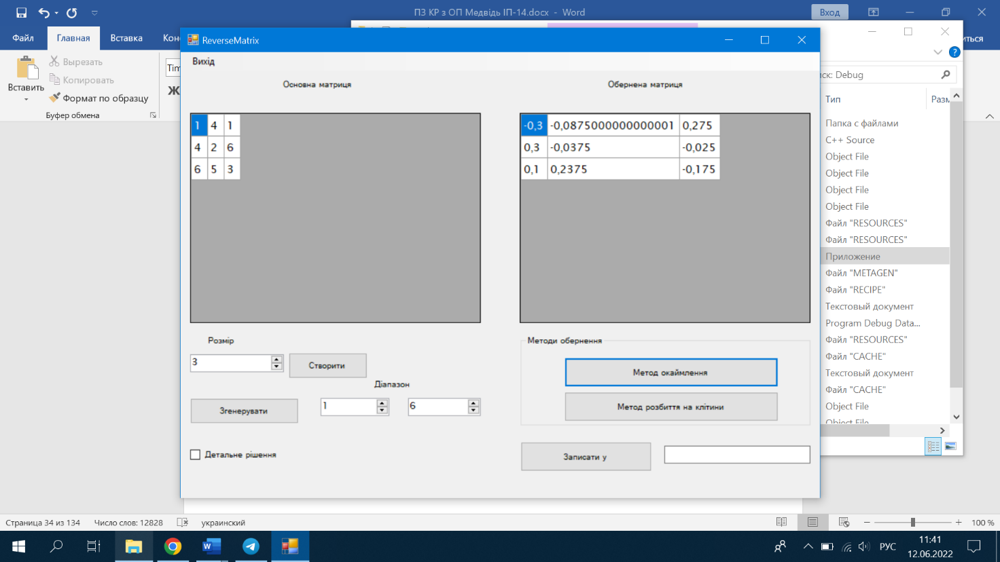 ПЗ КР з ОП Медвідь ІП-14.docx - Word
Вход
Файл
Главная
Вставка
Вырезать
Копировать
Формат по образцу
Вставить
Буфер обмена
Ж
ReverseMatrix
Вихід
Основна матриця
Обернена матриця
1 4 1
4 2 6
6 5 3
-0,3 -0,0875000000000001 0,275
0,3 -0,0375 -0,025
0,1 0,2375 -0,175
Розмір
3
Створити
Діапазон
Згенерувати
1
6
Детальне рішення
Методи обернення
Метод окаймлення
Метод розбиття на клітини
Записати у
ск: Debug
Тип
Разм
Папка с файлами
C++ Source
Object File
Object File
Object File
Object File
Файл "RESOURCES"
Файл "RESOURCES"
Приложение
Файл "METAGEN"
Файл "RECIPE"
Текстовый документ
Program Debug Data...
Файл "RESOURCES"
Файл "CACHE"
Текстовый документ
Файл "CACHE"
Object File
Object File
Страница 34 из 134
Число слов: 12828
украинский
100 %
РУС
11:41
12.06.2022